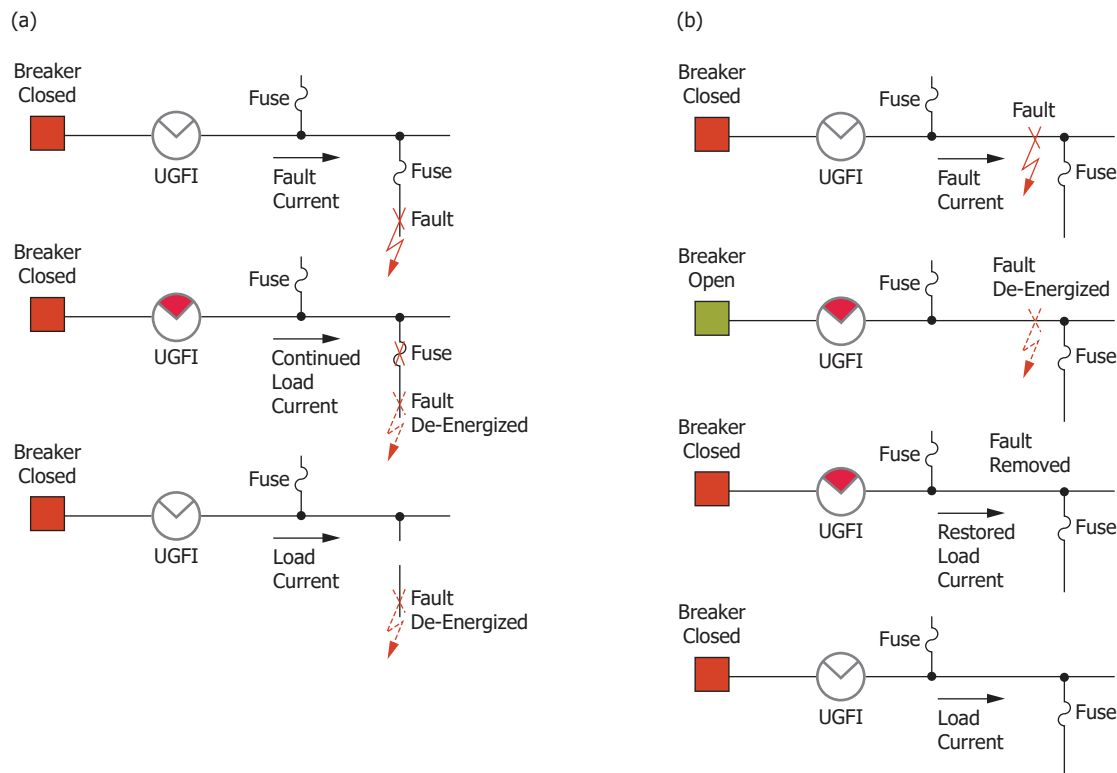 (a)
Breaker
Closed
Fuse
UGFI
Fault
Current
Fuse
Fault
Breaker
Closed
Fuse
UGFI
Continued
Load
Current
Fuse
Fault
De-Energized
Breaker
Closed
Fuse
UGFI
Load
Current
Fault
De-Energized
(b)
Breaker
Closed
Fuse
Fault
UGFI
Fault
Current
Fuse
Breaker
Open
Fuse
Fault
De-Energized
UGFI
Fuse
Breaker
Closed
Fuse
Fault
Removed
UGFI
Restored
Load
Current
Fuse
Breaker
Closed
Fuse
UGFI
Load
Current
Fuse